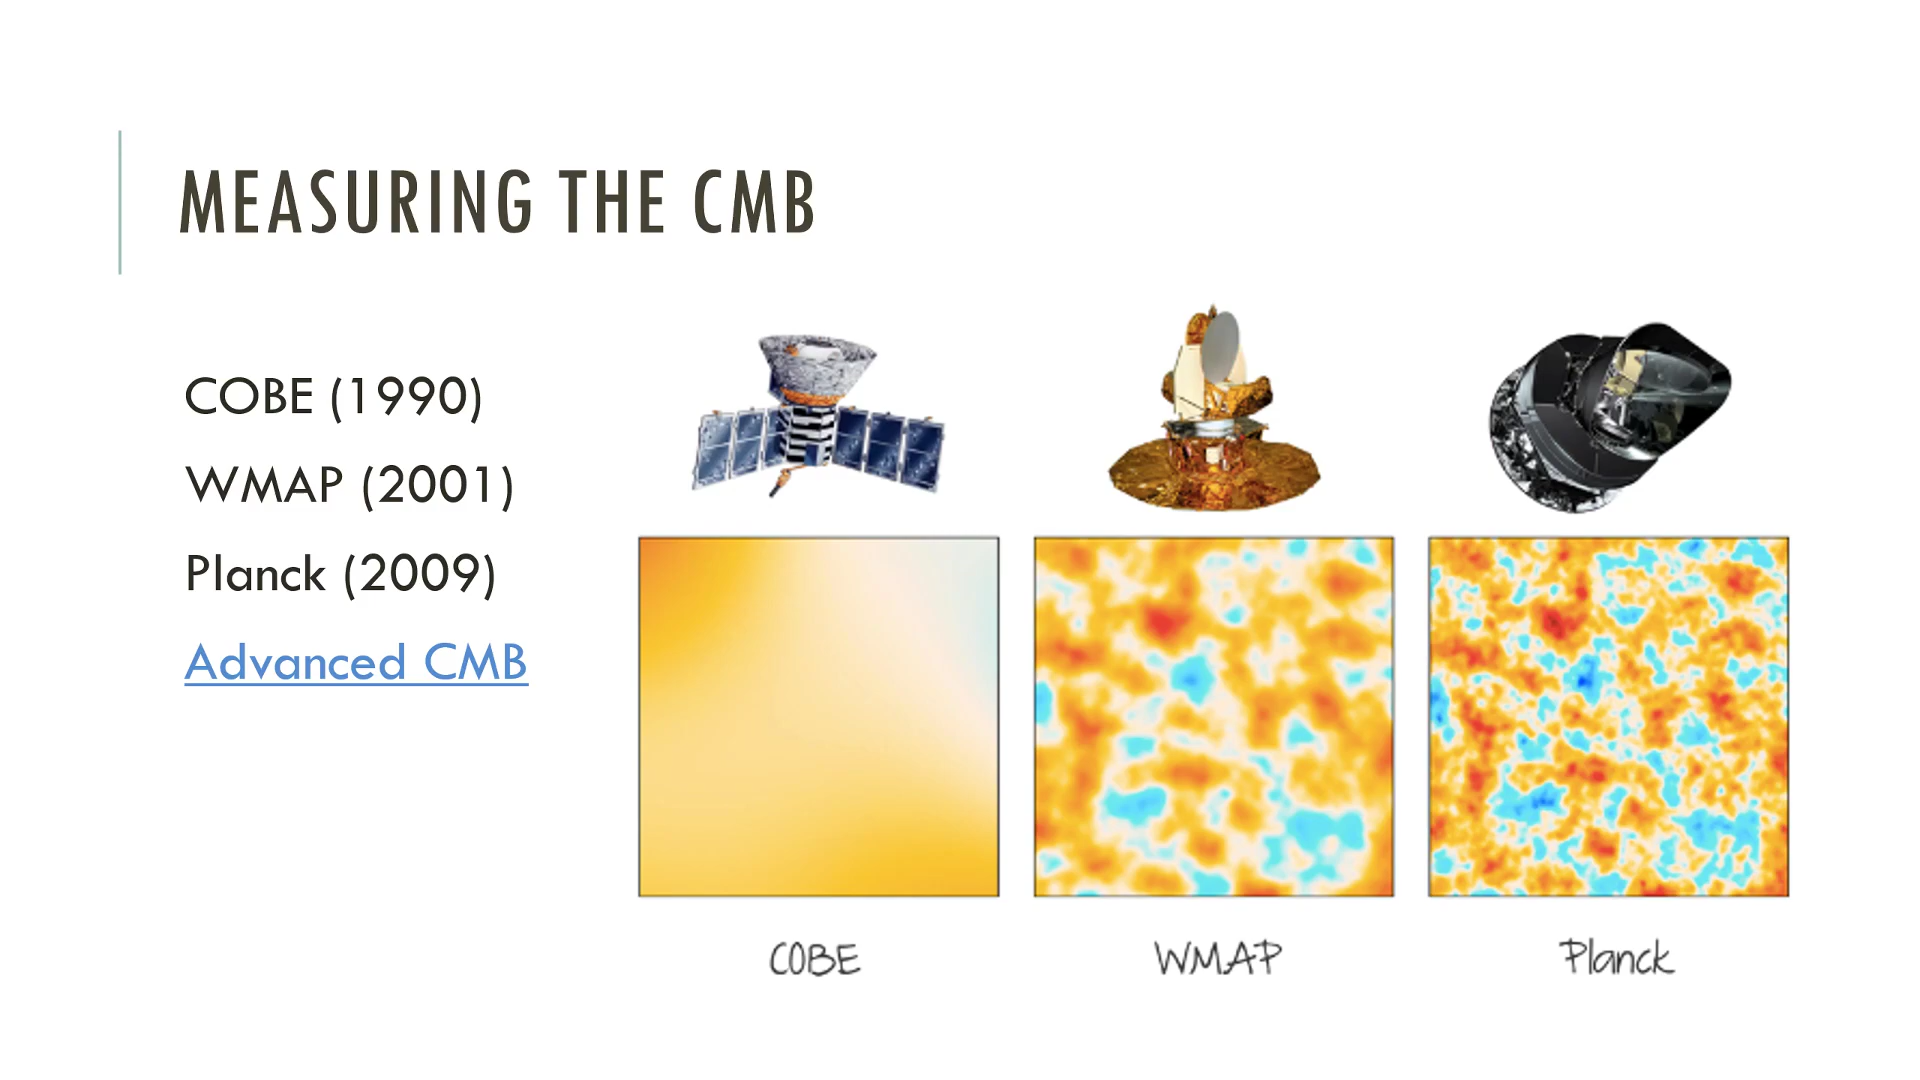 MEASURING THE CMB
COBE (1990)
WMAP (2001)
Planck (2009)
Advanced CMB
COBE
WMAP
Planck